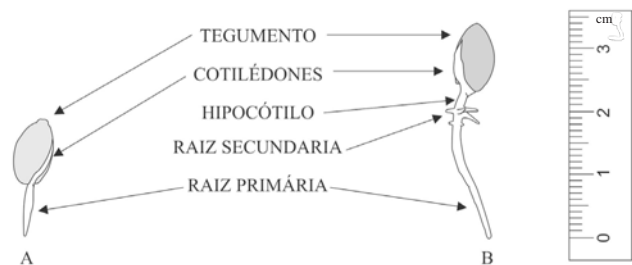 TEGUMENTO
COTILÉDONES
HIPOCÓTILO
RAIZ SECUNDARIA
RAIZ PRIMÁRIA
A
B
cm
3
2
1
0